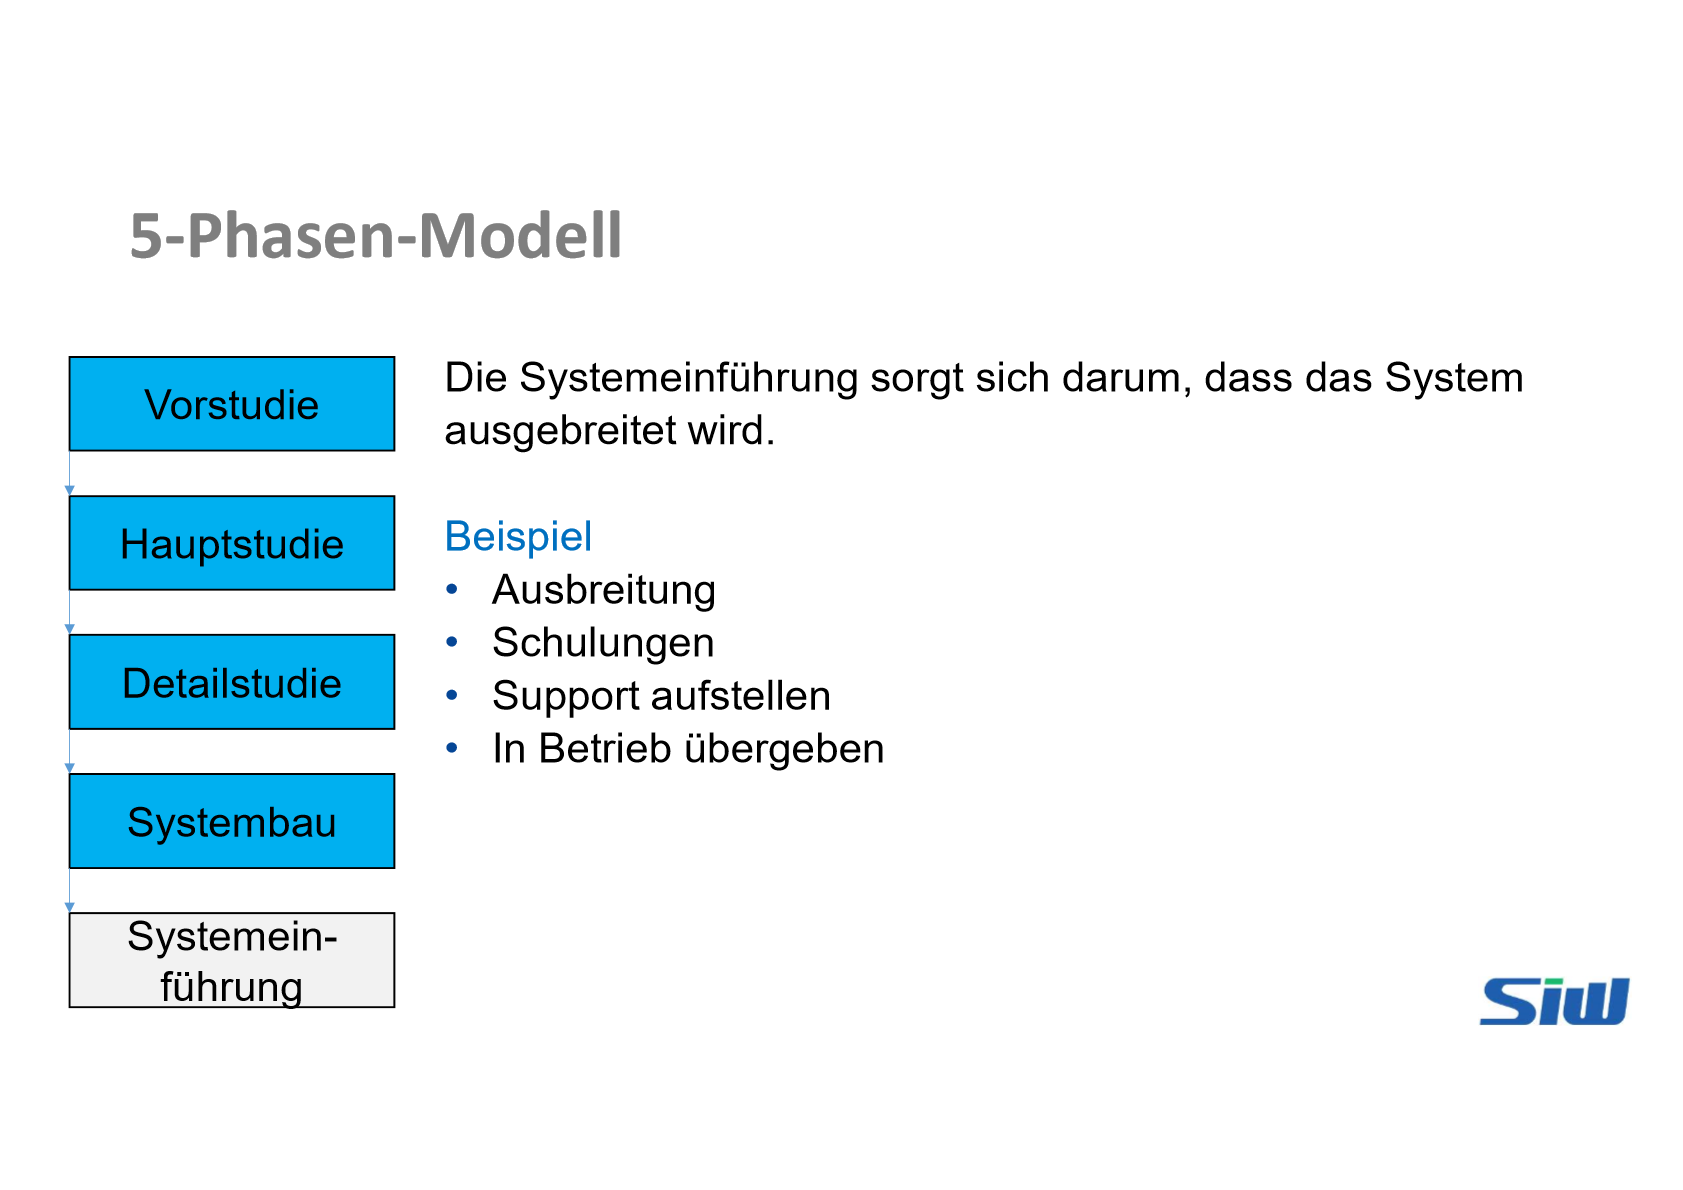 5-Phasen-Modell
Vorstudie
Hauptstudie
Detailstudie
Systembau
Systemein-
führung
Die Systemeinführung sorgt sich darum, dass das System
ausgebreitet wird.
Beispiel
• Ausbreitung
• Schulungen
• Support aufstellen
• In Betrieb übergeben
Siw